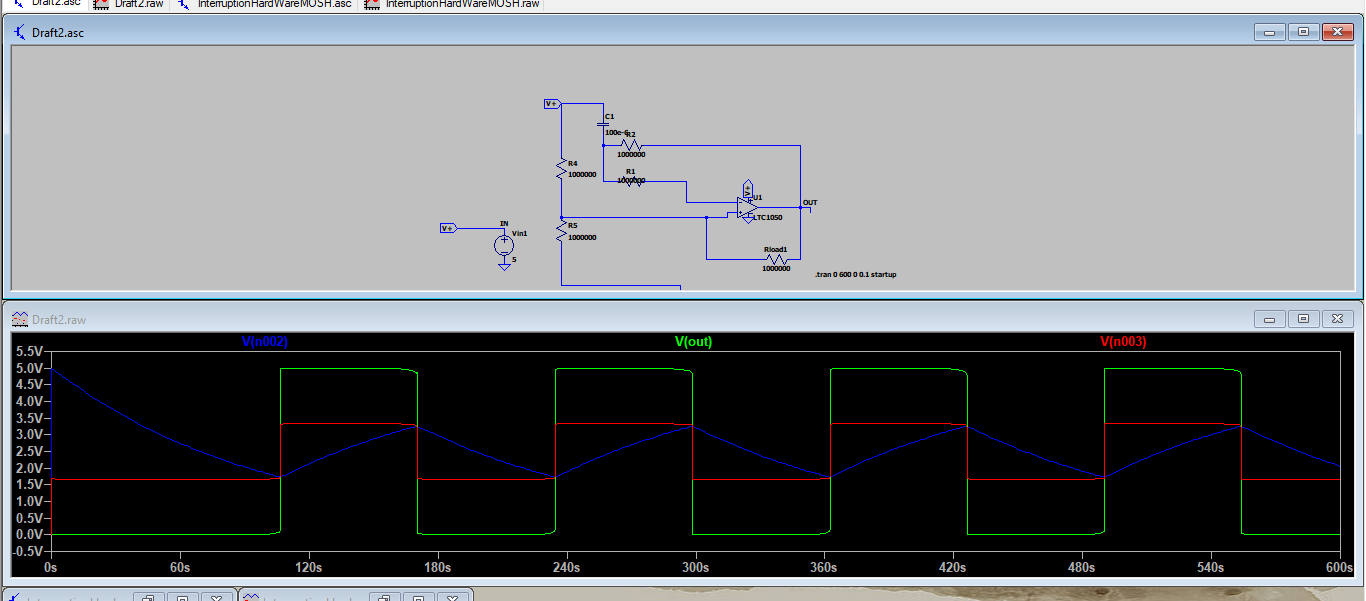 Draft2.asc Draft2.raw InterruptionHardWareMOSH.asc InterruptionHardWareMOSH.raw
Draft2.asc
V+
C1
100e-6
R2
1000000
R4
1000000
R1
1000000
V+
U1
LTC1050
OUT
V+
IN
Vin1
5
R5
1000000
Rload1
1000000
.tran 0 600 0 0.1 startup
Draft2.raw
V(n002) V(out) V(n003)
5.5V
5.0V
4.5V
4.0V
3.5V
3.0V
2.5V
2.0V
1.5V
1.0V
0.5V
0.0V
-0.5V
0s 60s 120s 180s 240s 300s 360s 420s 480s 540s 600s